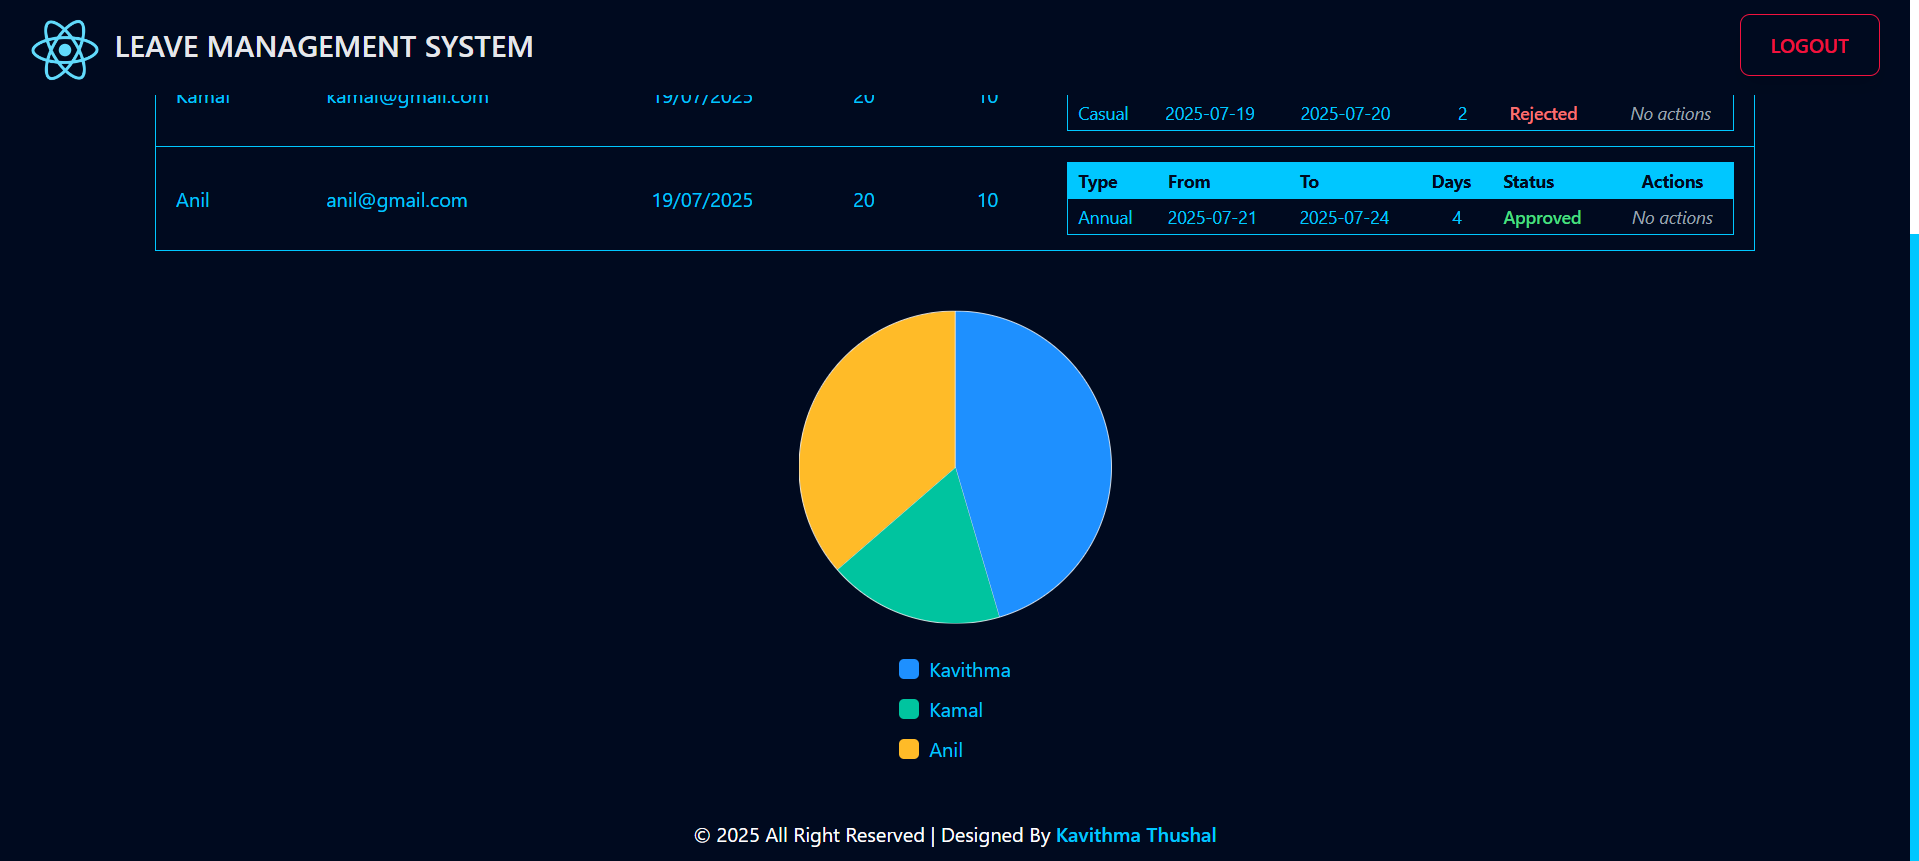 LEAVE MANAGEMENT SYSTEM
LOGOUT
Kamal kamal@gmail.com 19/07/2025 20 10
Casual 2025-07-19 2025-07-20 2 Rejected No actions
Type From To Days Status Actions
Anil anil@gmail.com 19/07/2025 20 10
Annual 2025-07-21 2025-07-24 4 Approved No actions
Kavithma
Kamal
Anil
© 2025 All Right Reserved | Designed By Kavithma Thushal